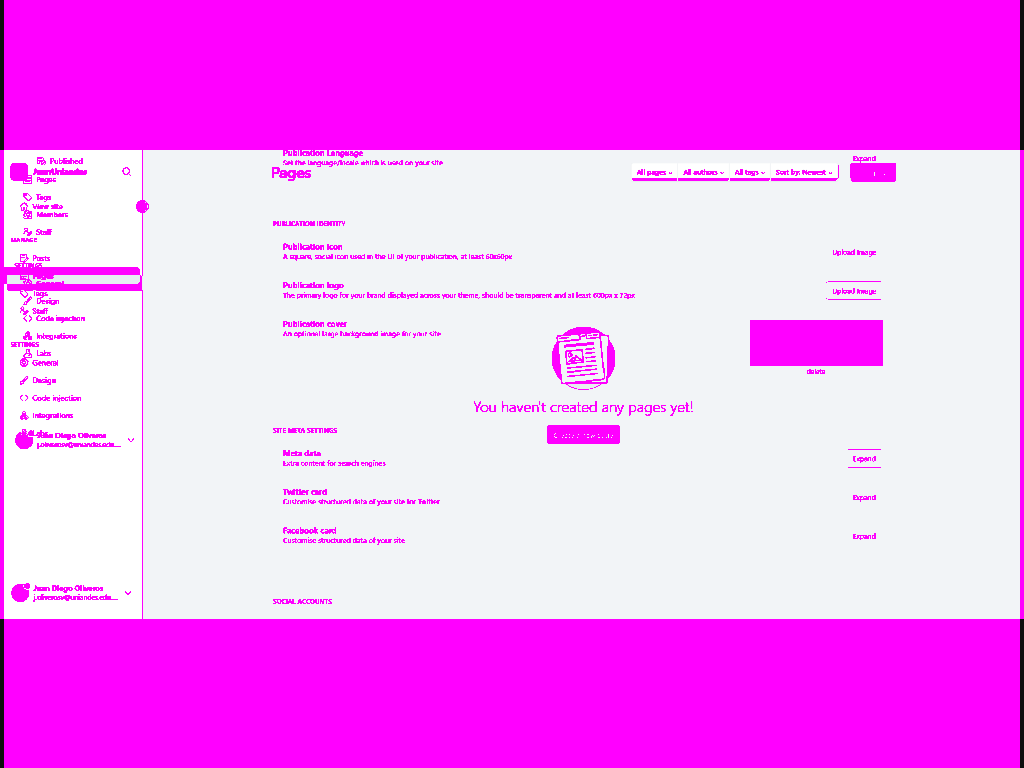 Publication Language
Set the language/locale which is used on your site
Expand
Published
JuanUniandes
Pages
Pages
All pages
All authors
All tags
Sort by: Newest
Tags
View site
Members
Staff
MANAGE
Posts
SETTINGS
Pages
General
Tags
Design
Staff
Code injection
Integrations
SETTINGS
Labs
General
Design
Code injection
Integrations
Labs
Diego Oliveros
PUBLICATION IDENTITY
Publication icon
A square, social icon used in the UI of your publication, at least 60x60px
Upload image
Publication logo
The primary logo for your brand displayed across your theme, should be transparent and at least 600px x 72px
Upload image
Publication cover
An optional large background image for your site
delete
You haven't created any pages yet!
SITE META SETTINGS
Meta data
Extra content for search engines
Expand
Twitter card
Customise structured data of your site for Twitter
Expand
Facebook card
Customise structured data of your site
Expand
Juan Diego Oliveros
j.oliverosv@uniandes.edu....
SOCIAL ACCOUNTS